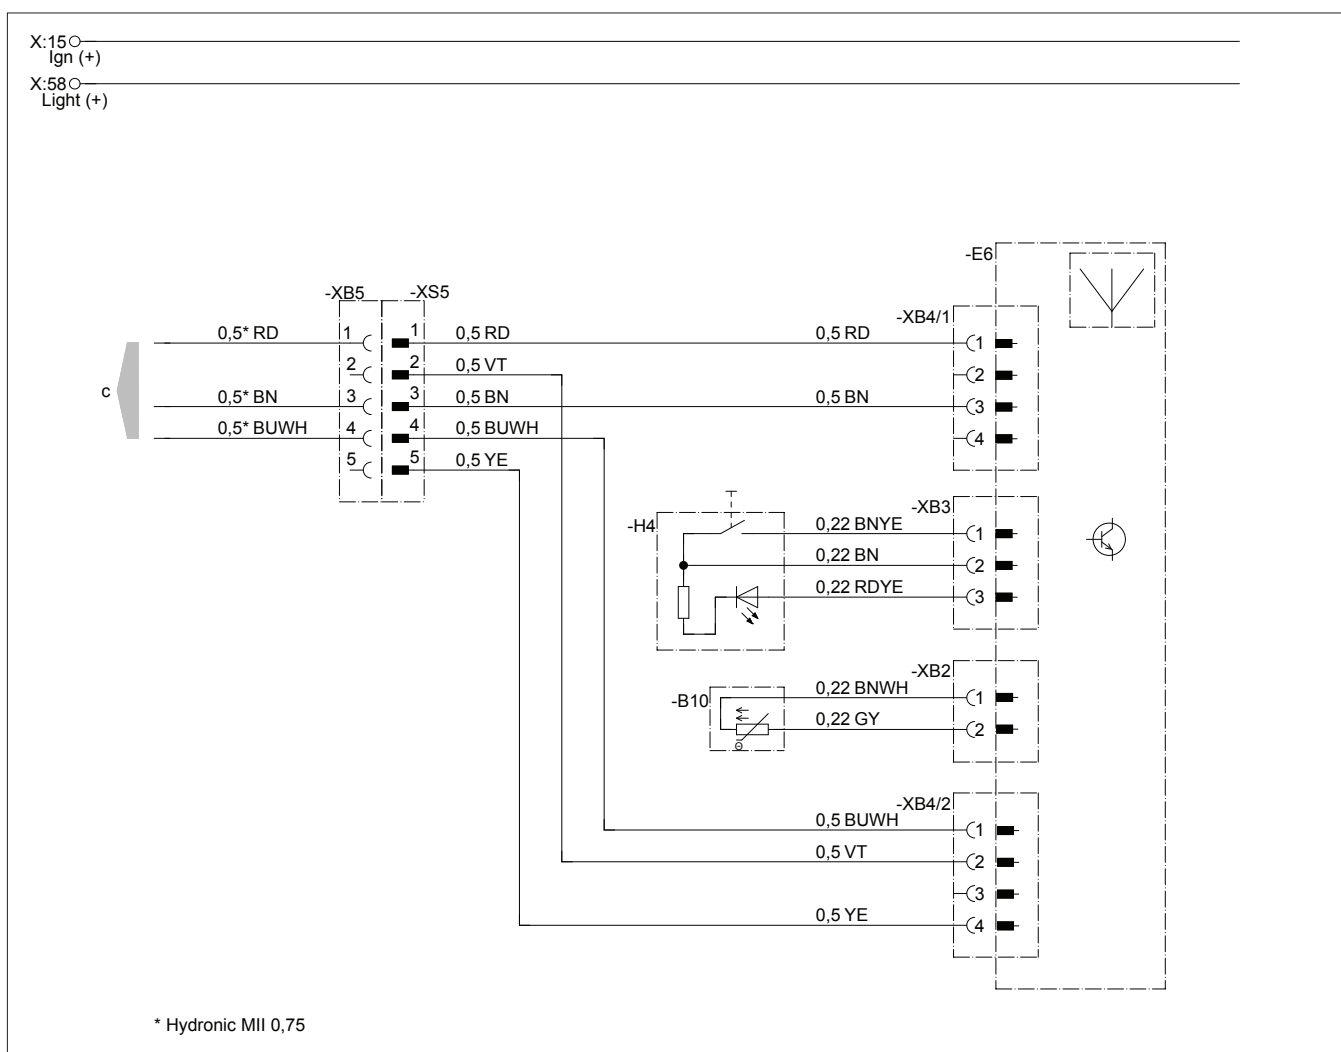 X:15
Ign (+)
X:58
Light (+)
-E6
-XB5 -XS5
-XB4/1
0,5* RD 1 1 0,5 RD 0,5 RD 1
2 2 0,5 VT 2
c
0,5* BN 3 3 0,5 BN 0,5 BN 3
0,5* BUWH 4 4 0,5 BUWH 4
5 5 0,5 YE
-XB3
-H4 0,22 BNYE 1
0,22 BN 2
0,22 RDYE 3
-XB2
-B10 0,22 BNWH 1
0,22 GY 2
-XB4/2
0,5 BUWH 1
0,5 VT 2
3
0,5 YE 4
* Hydronic MII 0,75